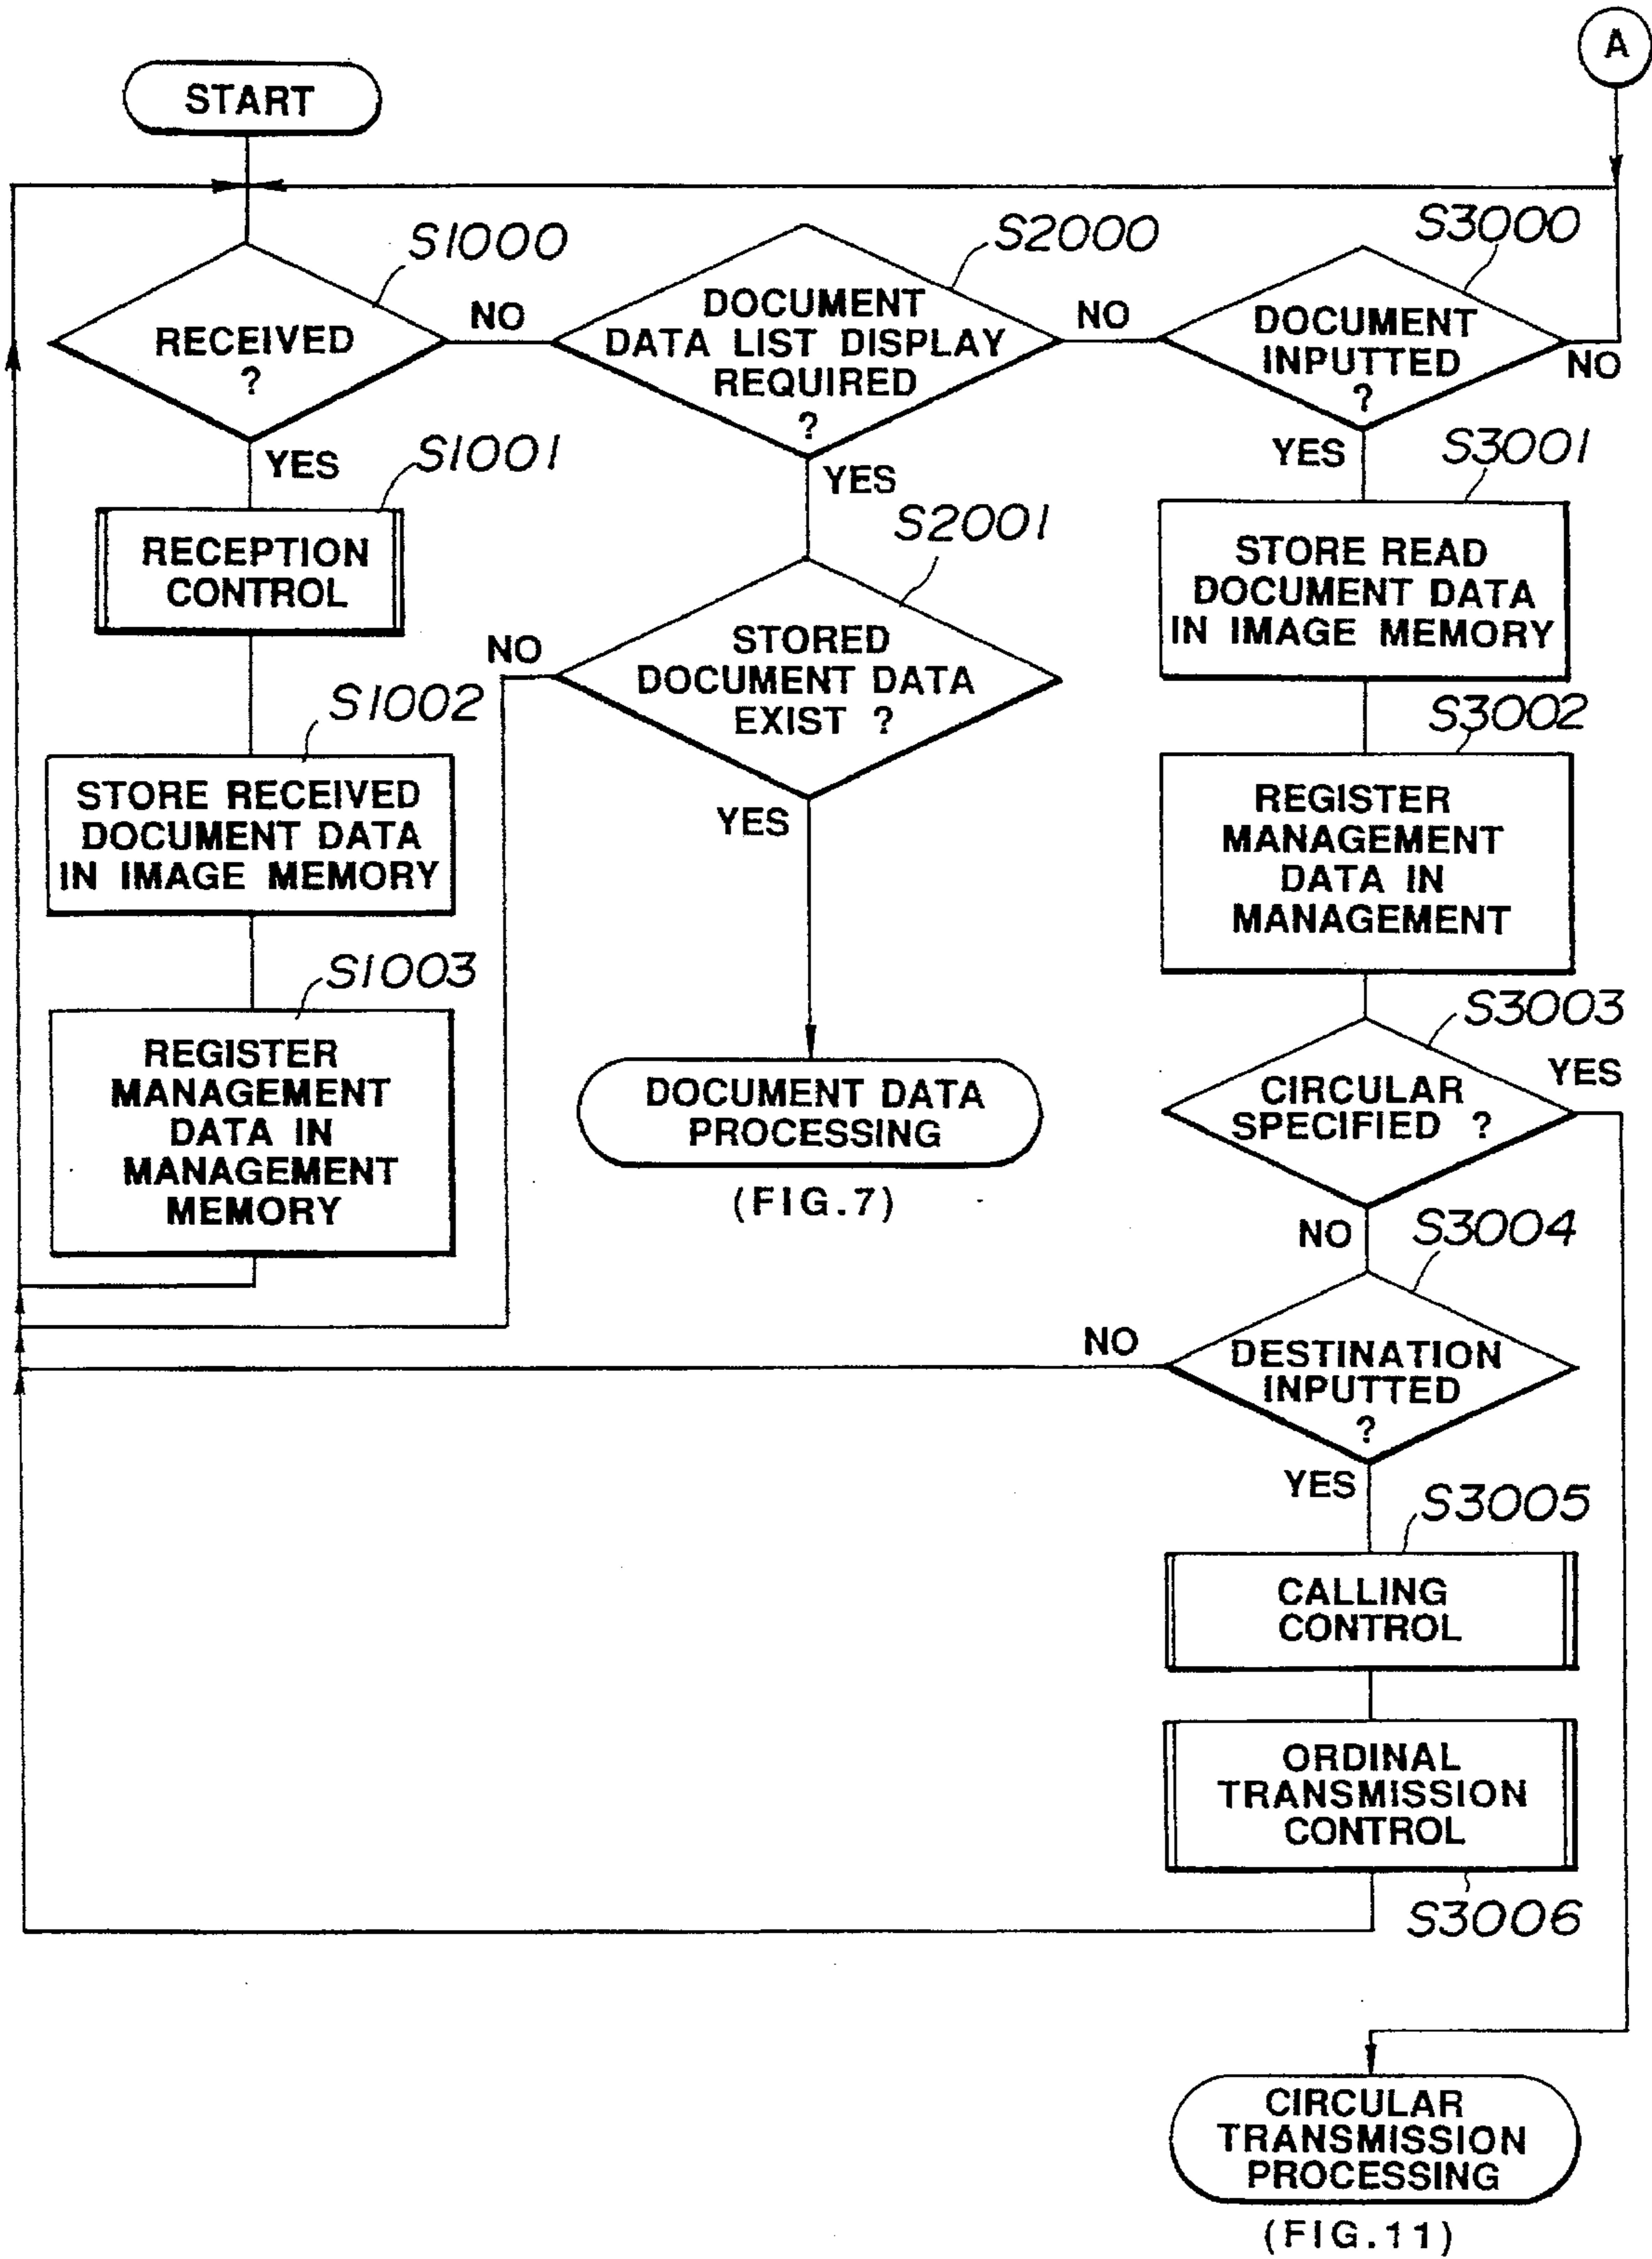 A
START
S1000
RECEIVED
?
NO
YES
S1001
RECEPTION
CONTROL
S1002
STORE RECEIVED
DOCUMENT DATA
IN IMAGE MEMORY
S1003
REGISTER
MANAGEMENT
DATA IN
MANAGEMENT
MEMORY
S2000
DOCUMENT
DATA LIST DISPLAY
REQUIRED
?
NO
YES
S2001
STORED
DOCUMENT DATA
EXIST ?
NO
YES
DOCUMENT DATA
PROCESSING
(FIG.7)
S3000
DOCUMENT
INPUTTED
?
NO
YES
S3001
STORE READ
DOCUMENT DATA
IN IMAGE MEMORY
S3002
REGISTER
MANAGEMENT
DATA IN
MANAGEMENT
S3003
CIRCULAR
SPECIFIED ?
YES
NO
S3004
DESTINATION
INPUTTED
?
NO
YES
S3005
CALLING
CONTROL
ORDINAL
TRANSMISSION
CONTROL
S3006
CIRCULAR
TRANSMISSION
PROCESSING
(FIG.11)